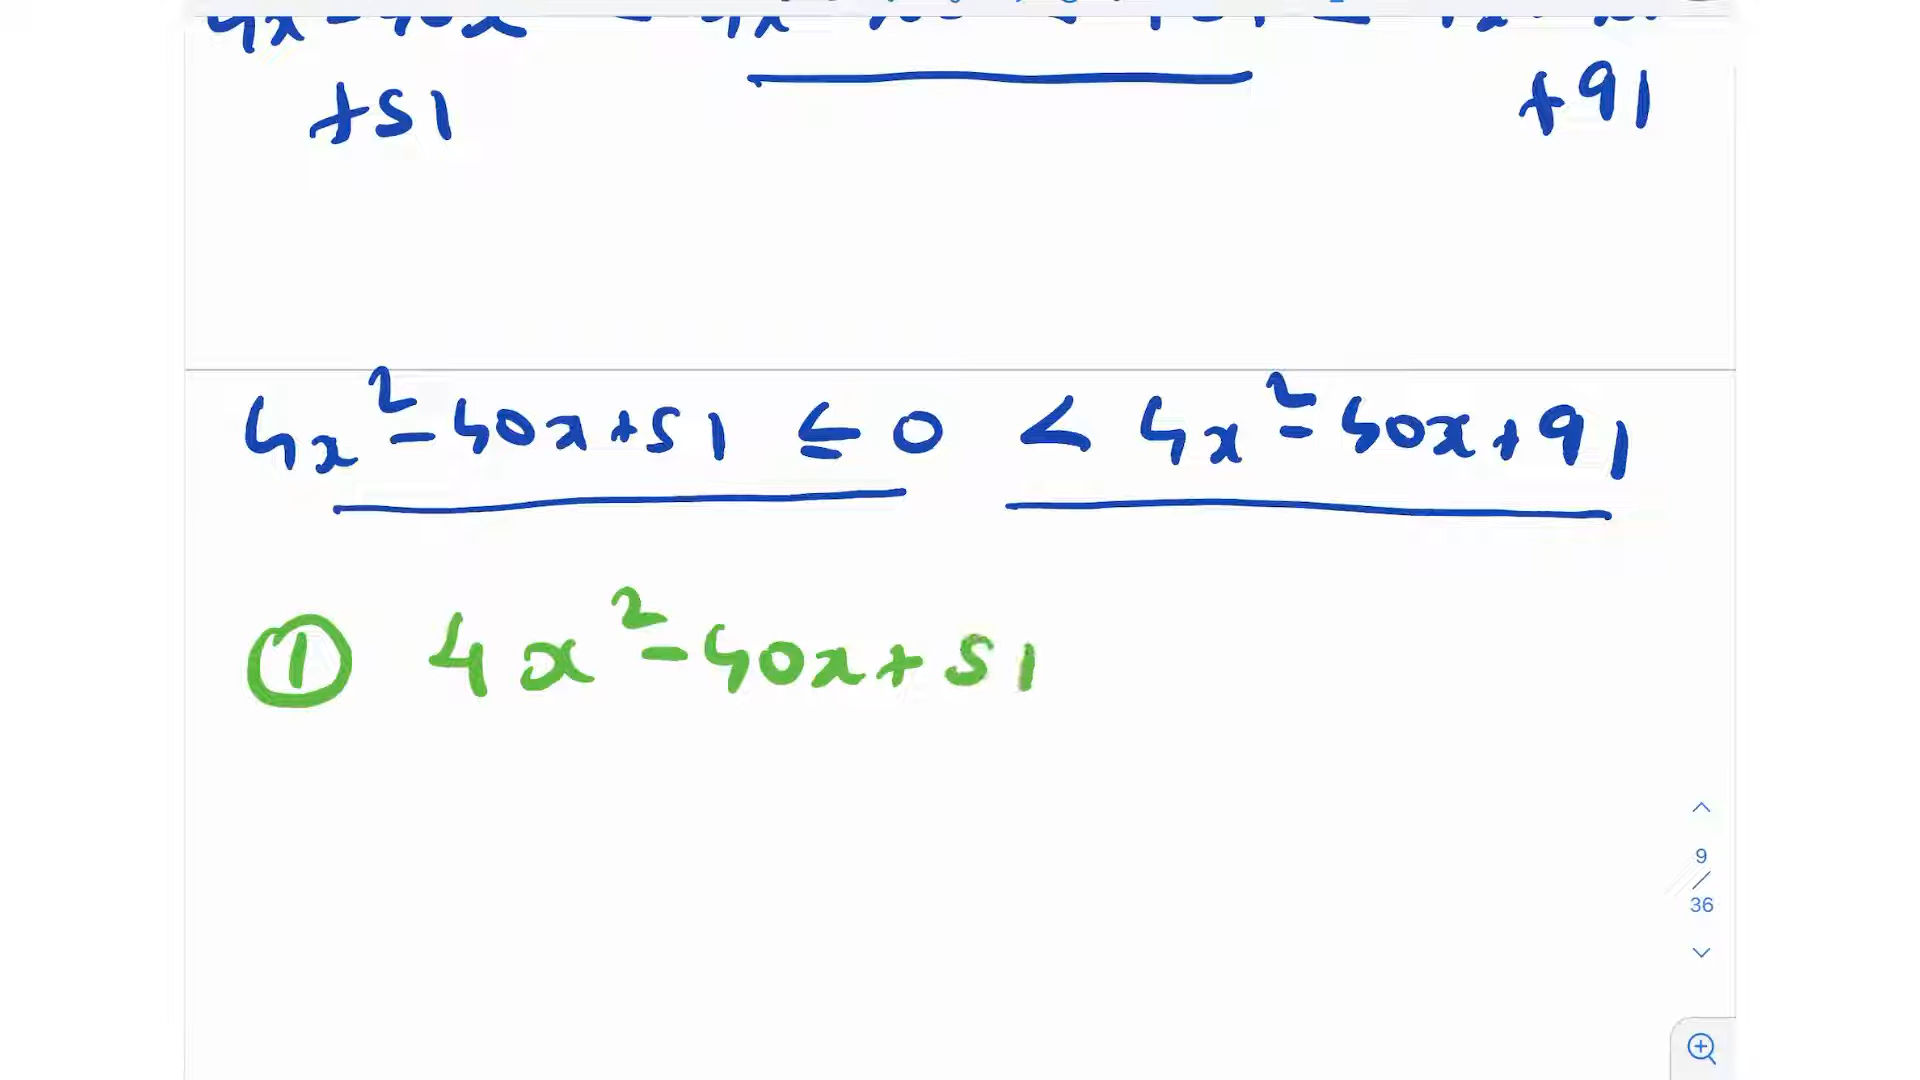 +51 +91
4x²-40x+51 ≤ 0 < 4x²-40x+91
① 4x²-40x+51
9
/
36